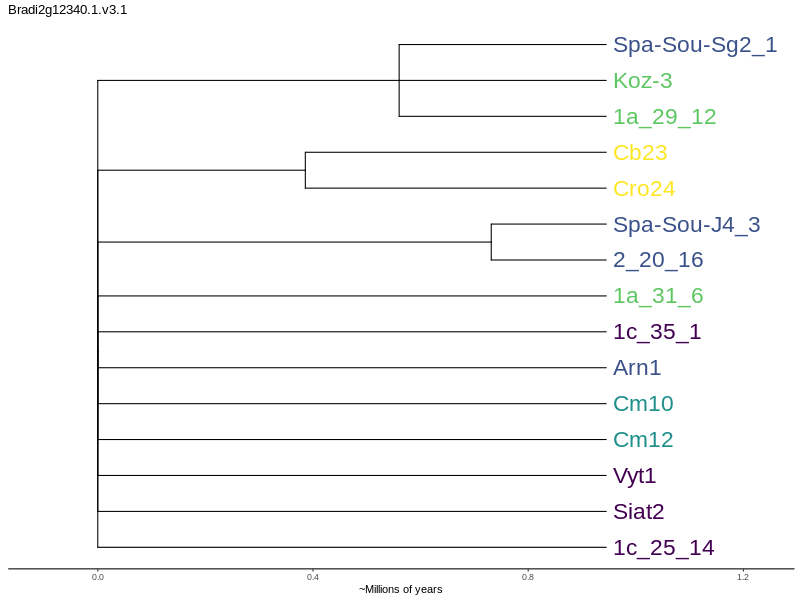 Bradi2g12340.1.v3.1
Spa-Sou-Sg2_1
Koz-3
1a_29_12
Cb23
Cro24
Spa-Sou-J4_3
2_20_16
1a_31_6
1c_35_1
Arn1
Cm10
Cm12
Vyt1
Siat2
1c_25_14
0.0 0.4 0.8 1.2
~Millions of years